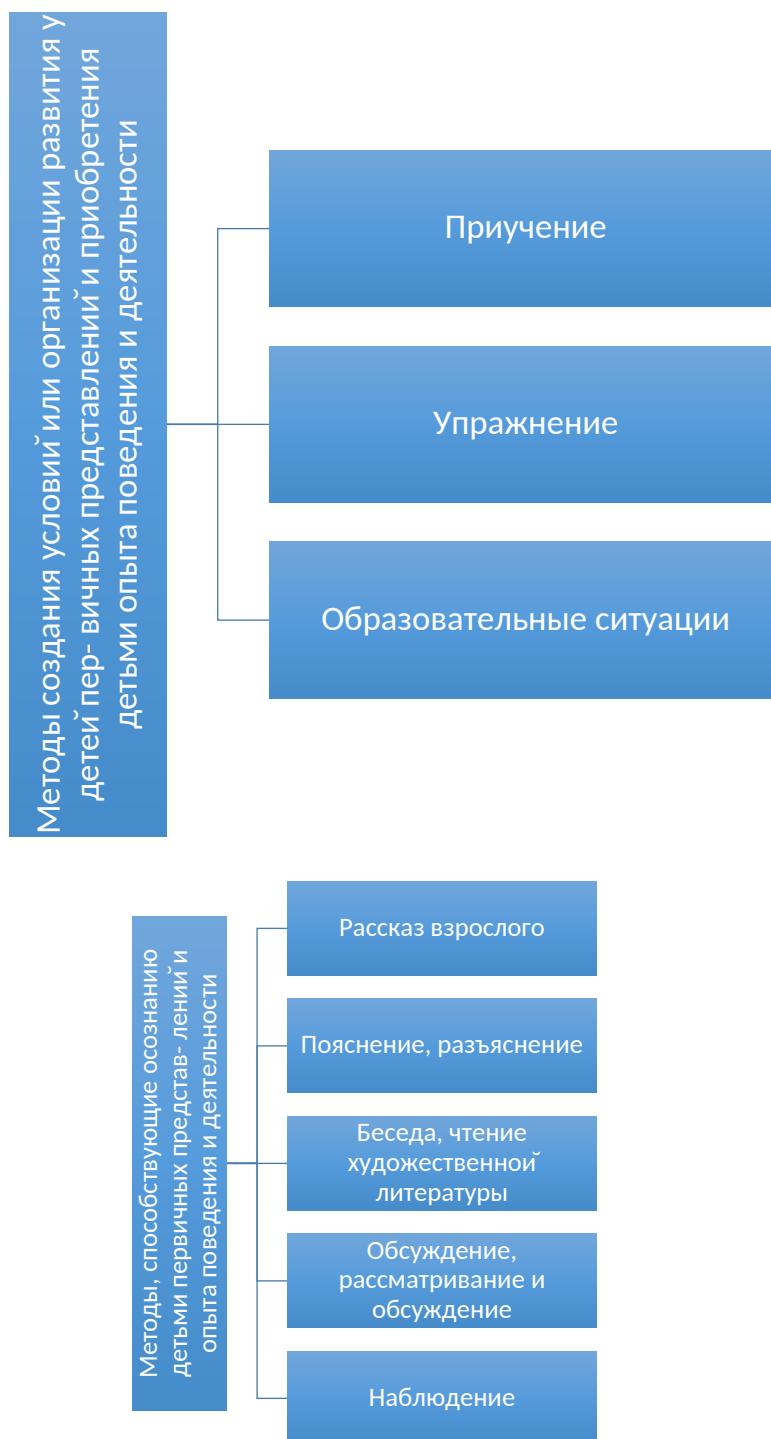 Методы создания условий или организации развития у
детей пер- вичных представлений и приобретения
детьми опыта поведения и деятельности
Приучение
Упражнение
Образовательные ситуации
Методы, способствующие осознанию
детьми первичных представ- лений и
опыта поведения и деятельности
Рассказ взрослого
Пояснение, разъяснение
Беседа, чтение
художественной
литературы
Обсуждение,
рассматривание и
обсуждение
Наблюдение